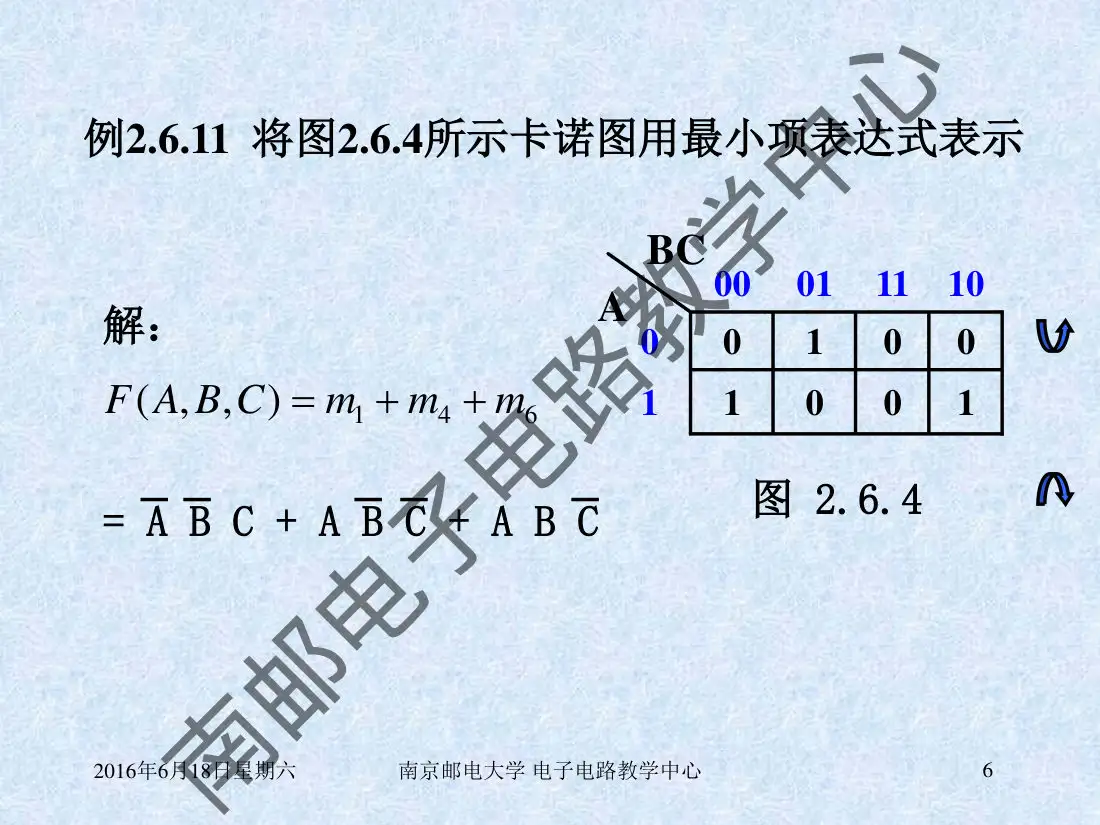 例2.6.11 将图2.6.4所示卡诺图用最小项表达式表示
BC
00 01 11 10
A
解：
0 0 1 0 0
F(A,B,C) = m₁ + m₄ + m₆
1 1 0 0 1
图 2.6.4
= A̅ B̅ C + A B̅ C̅ + A B C̅
南邮电子电路教学中心
2016年6月18日星期六 南京邮电大学 电子电路教学中心 6